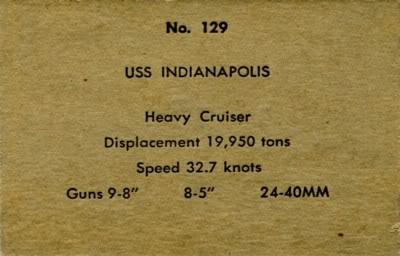 No. 129
USS INDIANAPOLIS
Heavy Cruiser
Displacement 19,950 tons
Speed 32.7 knots
Guns 9-8" 8-5" 24-40MM